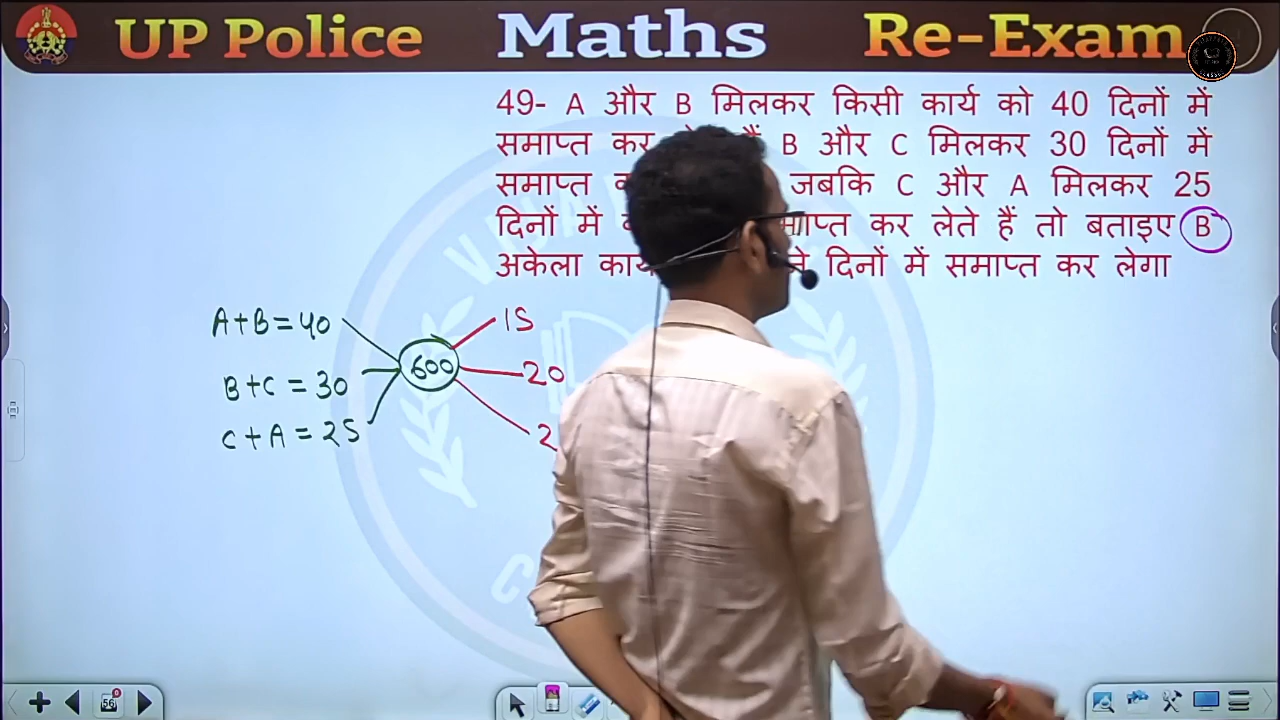 UP Police Maths Re-Exam
49- A और B मिलकर किसी कार्य को 40 दिनों में
समाप्त कर हैं B और C मिलकर 30 दिनों में
समाप्त जबकि C और A मिलकर 25
दिनों में कर लेते हैं तो बताइए B
अकेला दिनों में समाप्त कर लेगा
A+B=40
B+C=30
C+A=25
600
15
20
56